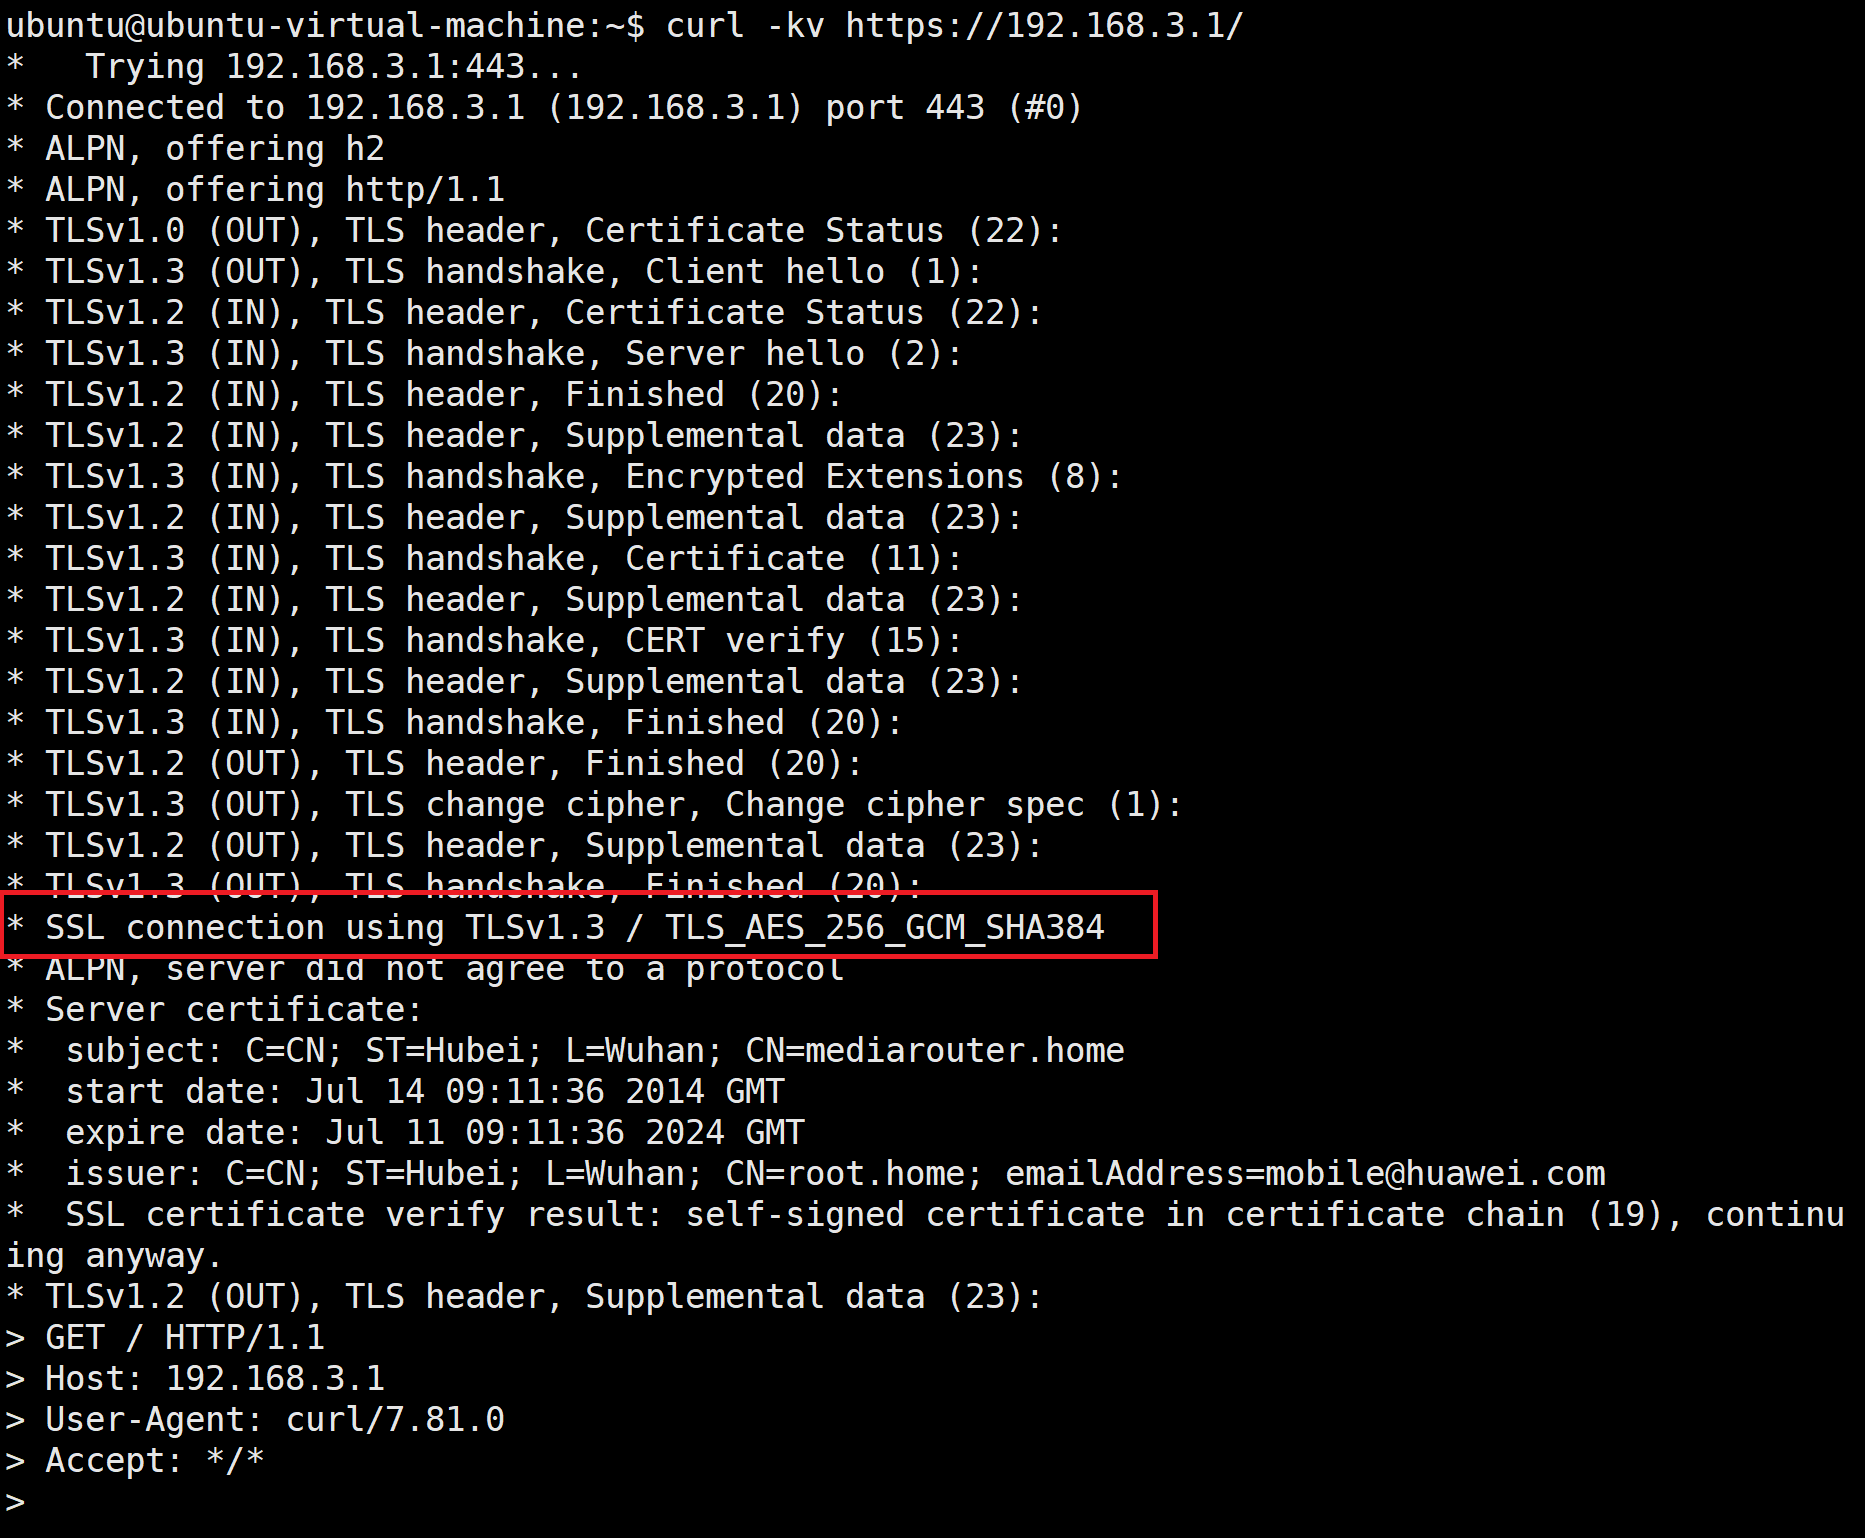 ubuntu@ubuntu-virtual-machine:~$ curl -kv https://192.168.3.1/
*   Trying 192.168.3.1:443...
* Connected to 192.168.3.1 (192.168.3.1) port 443 (#0)
* ALPN, offering h2
* ALPN, offering http/1.1
* TLSv1.0 (OUT), TLS header, Certificate Status (22):
* TLSv1.3 (OUT), TLS handshake, Client hello (1):
* TLSv1.2 (IN), TLS header, Certificate Status (22):
* TLSv1.3 (IN), TLS handshake, Server hello (2):
* TLSv1.2 (IN), TLS header, Finished (20):
* TLSv1.2 (IN), TLS header, Supplemental data (23):
* TLSv1.3 (IN), TLS handshake, Encrypted Extensions (8):
* TLSv1.2 (IN), TLS header, Supplemental data (23):
* TLSv1.3 (IN), TLS handshake, Certificate (11):
* TLSv1.2 (IN), TLS header, Supplemental data (23):
* TLSv1.3 (IN), TLS handshake, CERT verify (15):
* TLSv1.2 (IN), TLS header, Supplemental data (23):
* TLSv1.3 (IN), TLS handshake, Finished (20):
* TLSv1.2 (OUT), TLS header, Finished (20):
* TLSv1.3 (OUT), TLS change cipher, Change cipher spec (1):
* TLSv1.2 (OUT), TLS header, Supplemental data (23):
* TLSv1.3 (OUT), TLS handshake, Finished (20):
* SSL connection using TLSv1.3 / TLS_AES_256_GCM_SHA384
* ALPN, server did not agree to a protocol
* Server certificate:
*  subject: C=CN; ST=Hubei; L=Wuhan; CN=mediarouter.home
*  start date: Jul 14 09:11:36 2014 GMT
*  expire date: Jul 11 09:11:36 2024 GMT
*  issuer: C=CN; ST=Hubei; L=Wuhan; CN=root.home; emailAddress=mobile@huawei.com
*  SSL certificate verify result: self-signed certificate in certificate chain (19), continu
ing anyway.
* TLSv1.2 (OUT), TLS header, Supplemental data (23):
> GET / HTTP/1.1
> Host: 192.168.3.1
> User-Agent: curl/7.81.0
> Accept: */*
>